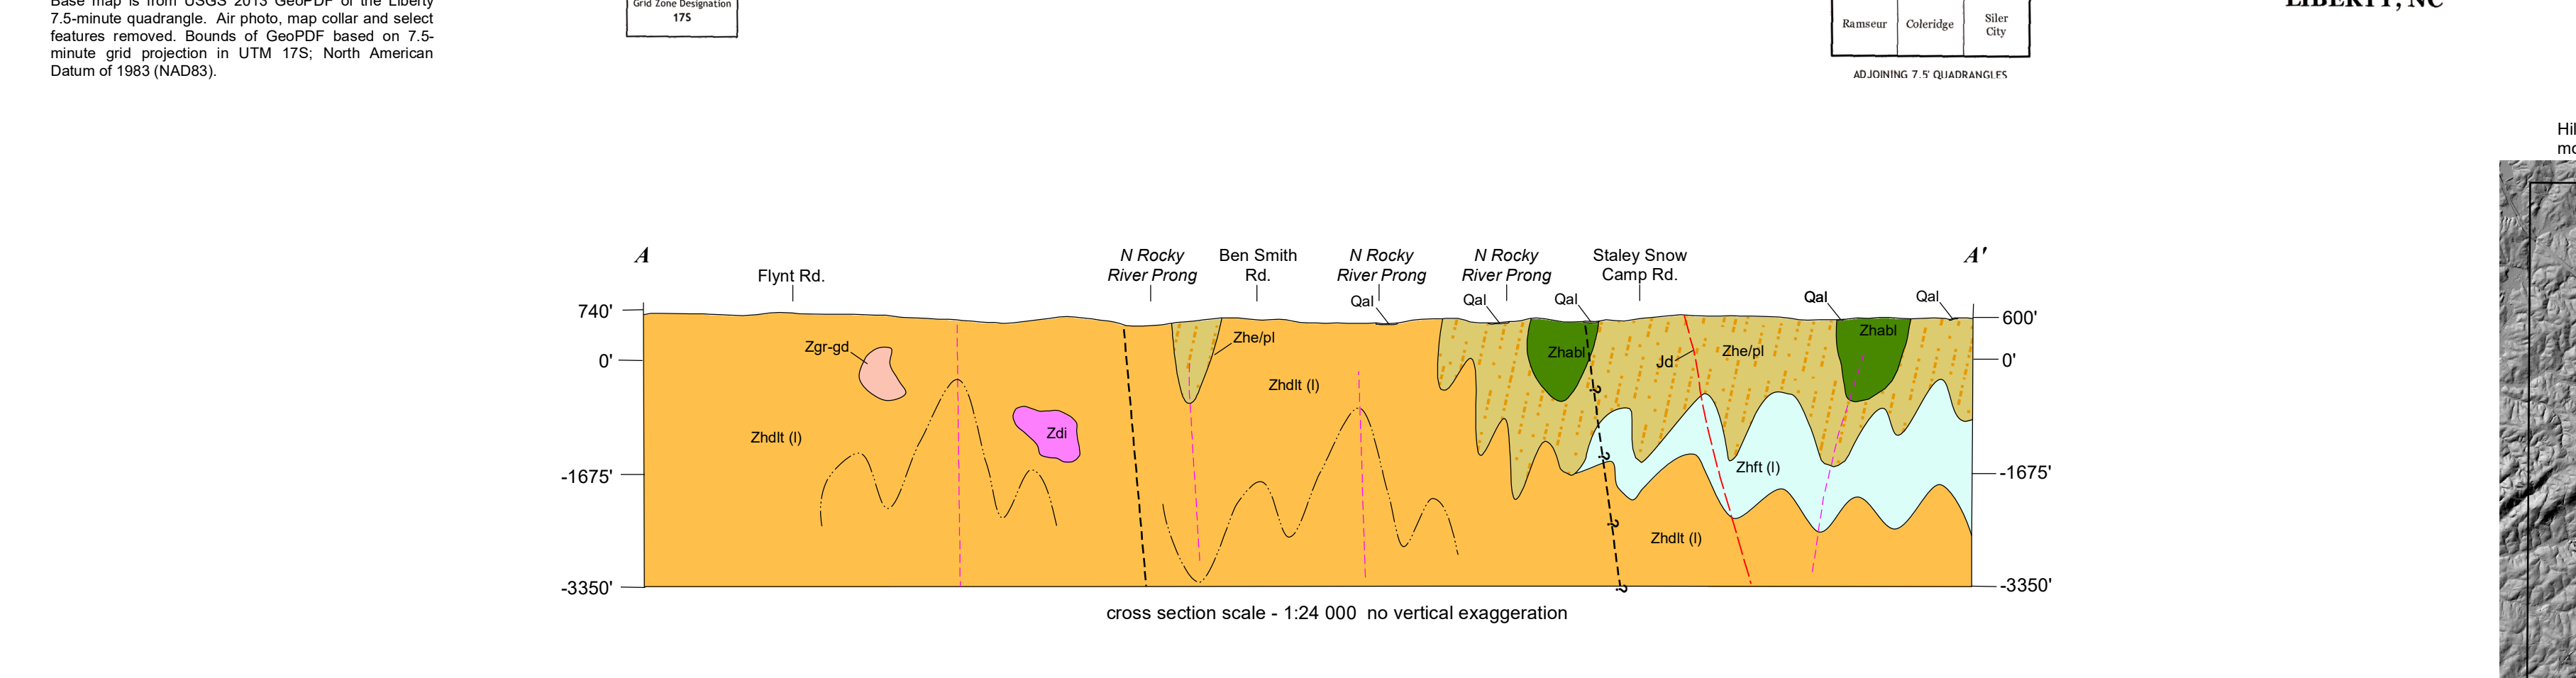 Base map is from USGS 2013 GeoPDF of the Liberty
7.5-minute quadrangle. Air photo, map collar and select
features removed. Bounds of GeoPDF based on 7.5-
minute grid projection in UTM 17S; North American
Datum of 1983 (NAD83).
Grid Zone Designation
17S
Ramseur
Coleridge
Siler
City
ADJOINING 7.5' QUADRANGLES
LIBERTY, NC
A
Flynt Rd.
N Rocky
River Prong
Ben Smith
Rd.
N Rocky
River Prong
N Rocky
River Prong
Staley Snow
Camp Rd.
A'
Qal
Qal
Qal
Qal
Qal
740'
0'
-1675'
-3350'
600'
0'
-1675'
-3350'
Zgr-gd
Zhdlt (l)
Zdi
Zhe/pl
Zhdlt (l)
Zhabl
?
?
?
?
Jd
Zhe/pl
Zhabl
Zhft (l)
Zhdlt (l)
cross section scale - 1:24 000 no vertical exaggeration